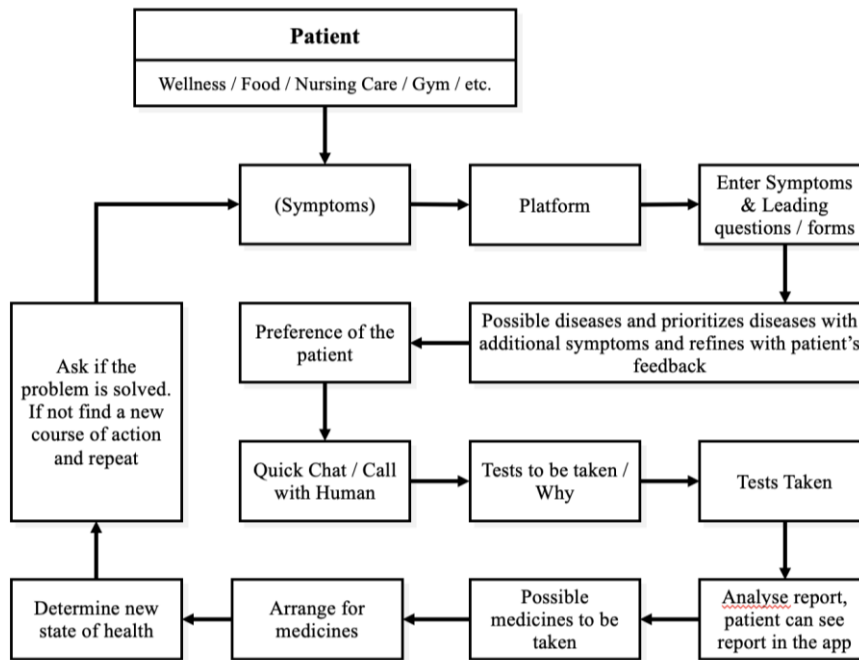 Patient
Wellness / Food / Nursing Care / Gym / etc.
(Symptoms)
Platform
Enter Symptoms
& Leading
questions / forms
Possible diseases and prioritizes diseases with
additional symptoms and refines with patient’s
feedback
Preference of the
patient
Quick Chat / Call
with Human
Tests to be taken /
Why
Tests Taken
Analyse report,
patient can see
report in the app
Possible
medicines to be
taken
Arrange for
medicines
Determine new
state of health
Ask if the
problem is solved.
If not find a new
course of action
and repeat